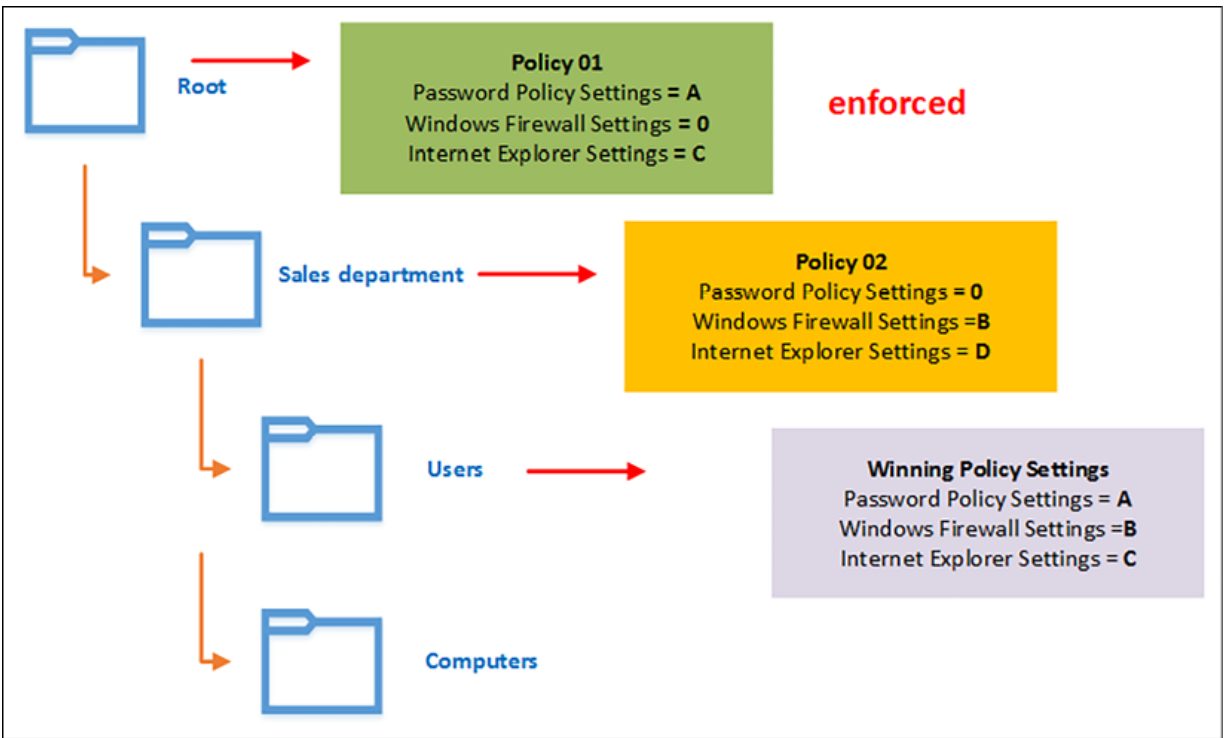 Root
Policy 01
Password Policy Settings = A
Windows Firewall Settings = 0
Internet Explorer Settings = C
enforced
Sales department
Policy 02
Password Policy Settings = 0
Windows Firewall Settings =B
Internet Explorer Settings = D
Users
Winning Policy Settings
Password Policy Settings = A
Windows Firewall Settings =B
Internet Explorer Settings = C
Computers